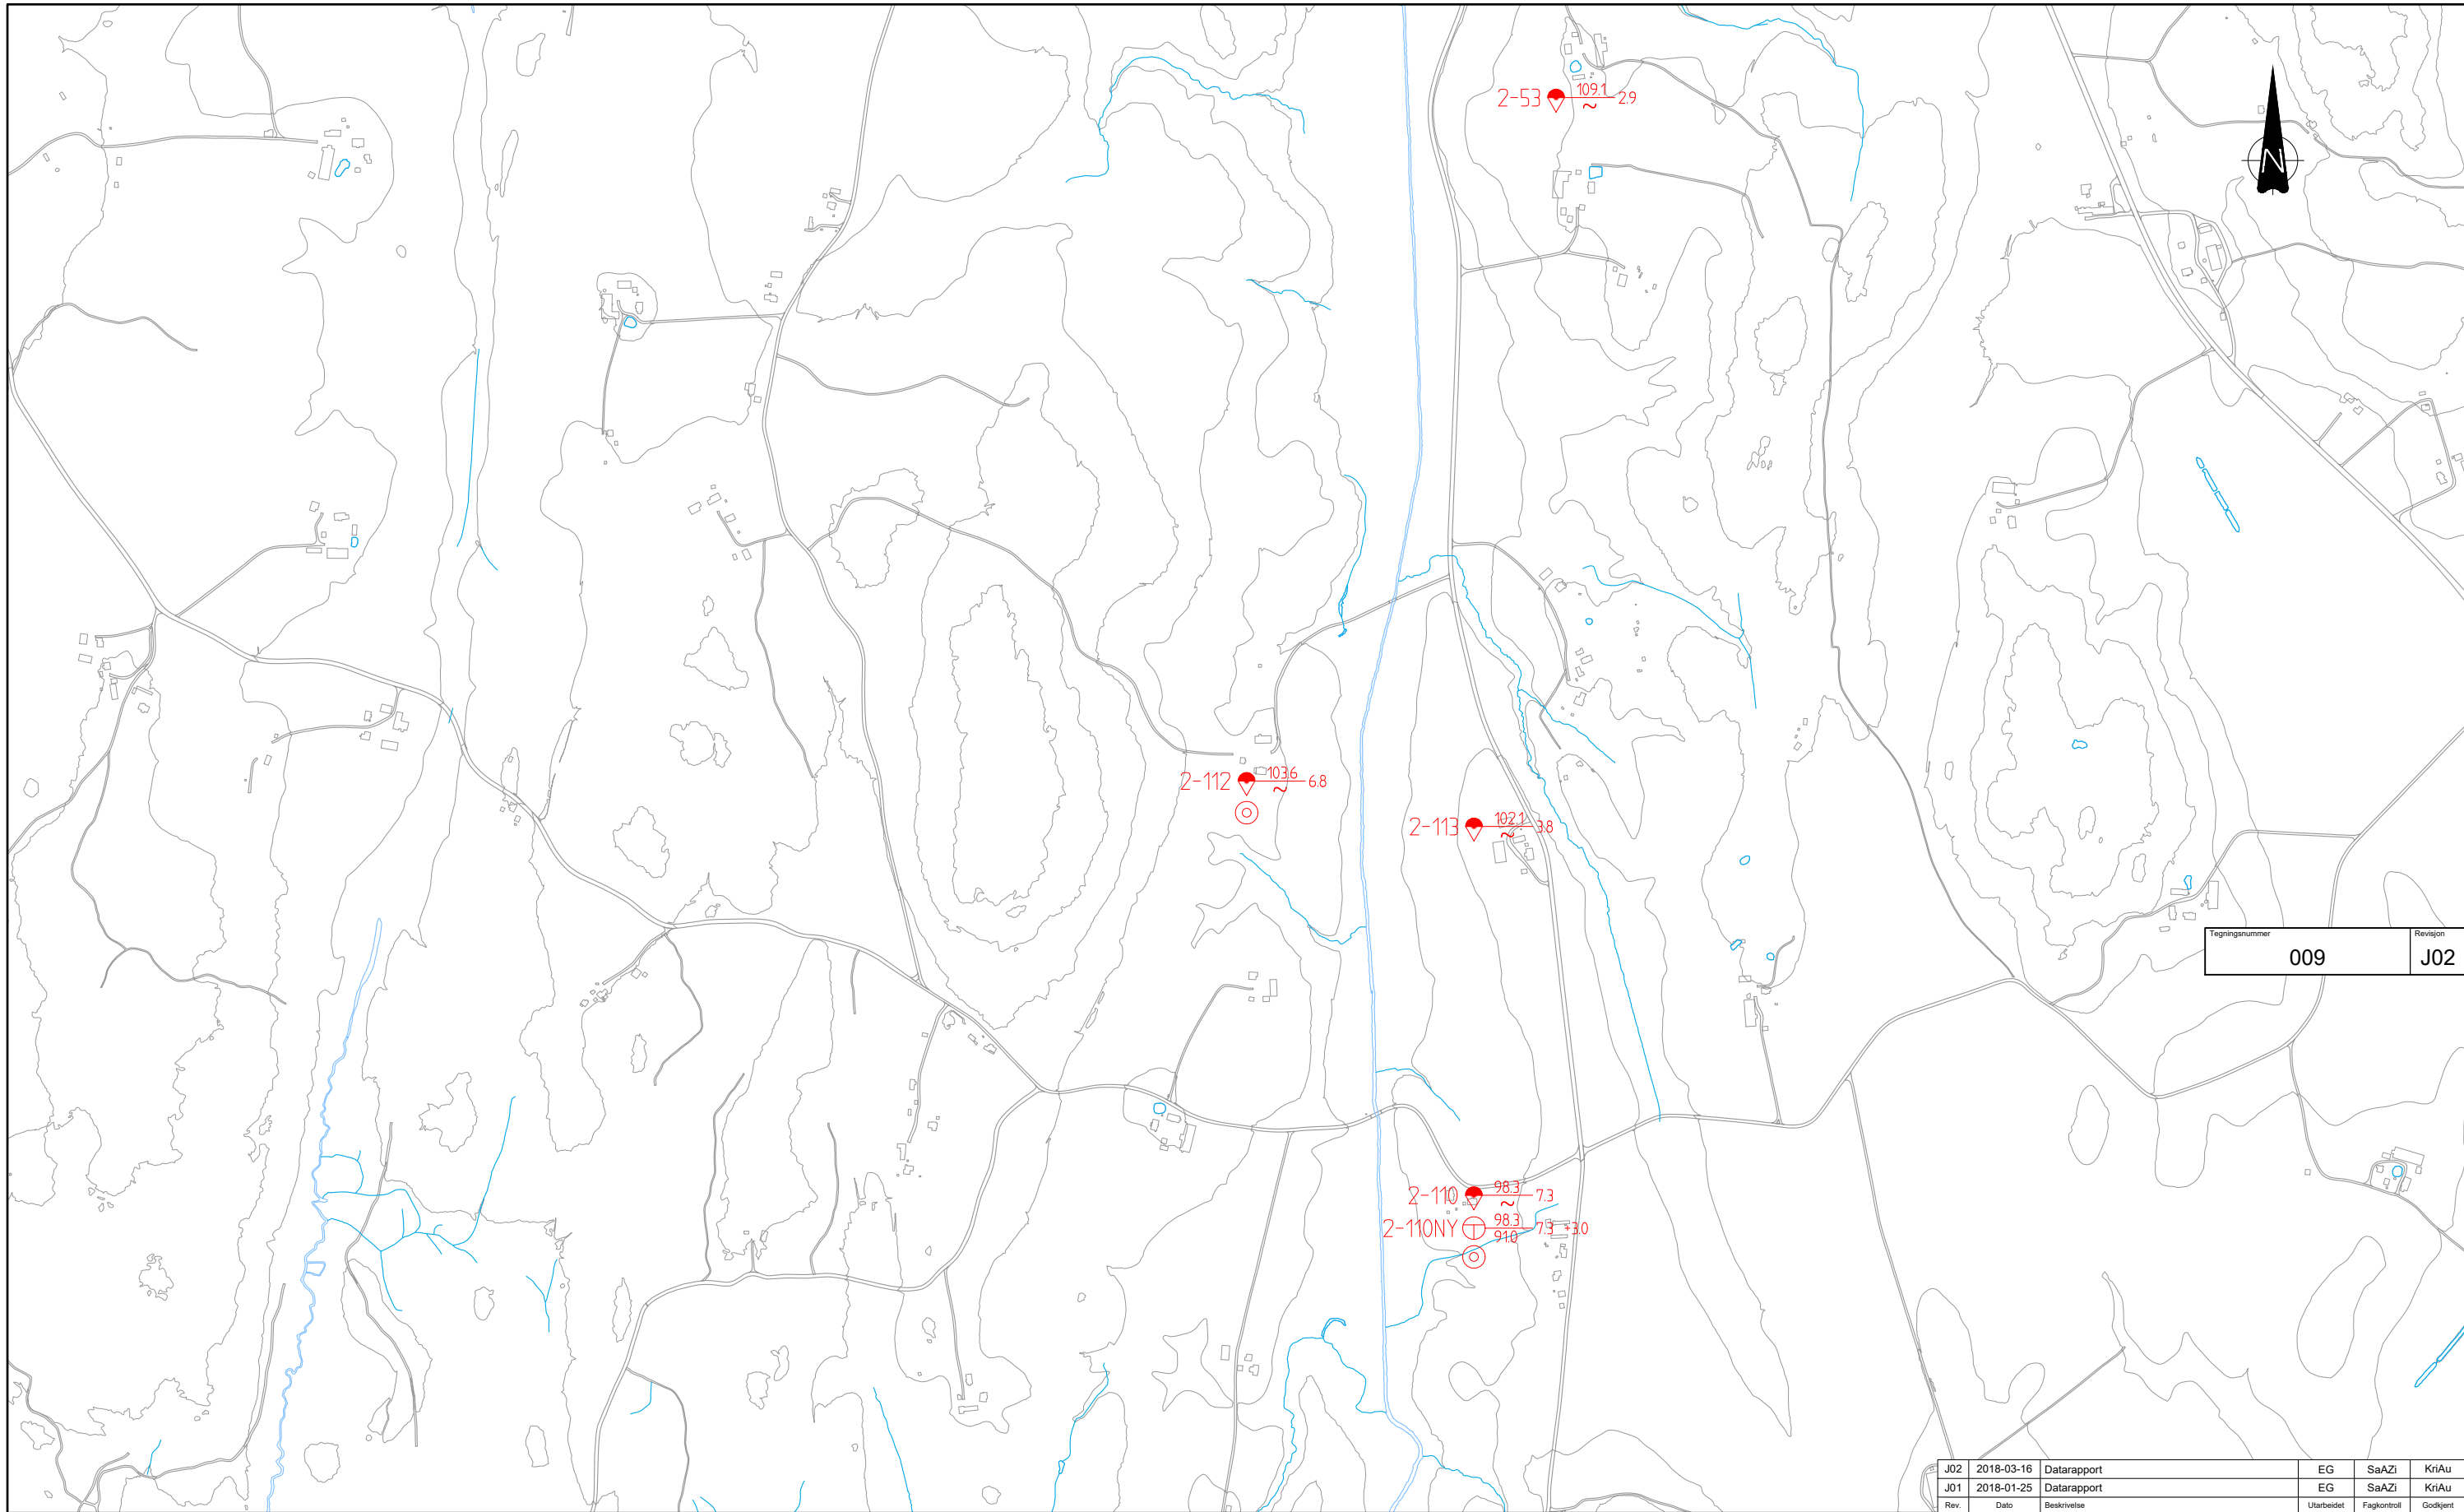 2-53 109.1 ~ 2.9
N
2-112 103.6 ~ 6.8
2-113 102.1 ~ 3.8
Tegningsnummer Revisjon
009 J02
2-110 98.3 ~ 7.3
2-110NY 98.3 7.3 +3.0
91.0
J02 2018-03-16 Datarapport EG SaAZi KriAu
J01 2018-01-25 Datarapport EG SaAZi KriAu
Rev. Dato Beskrivelse Utarbeidet Fagkontroll Godkjent